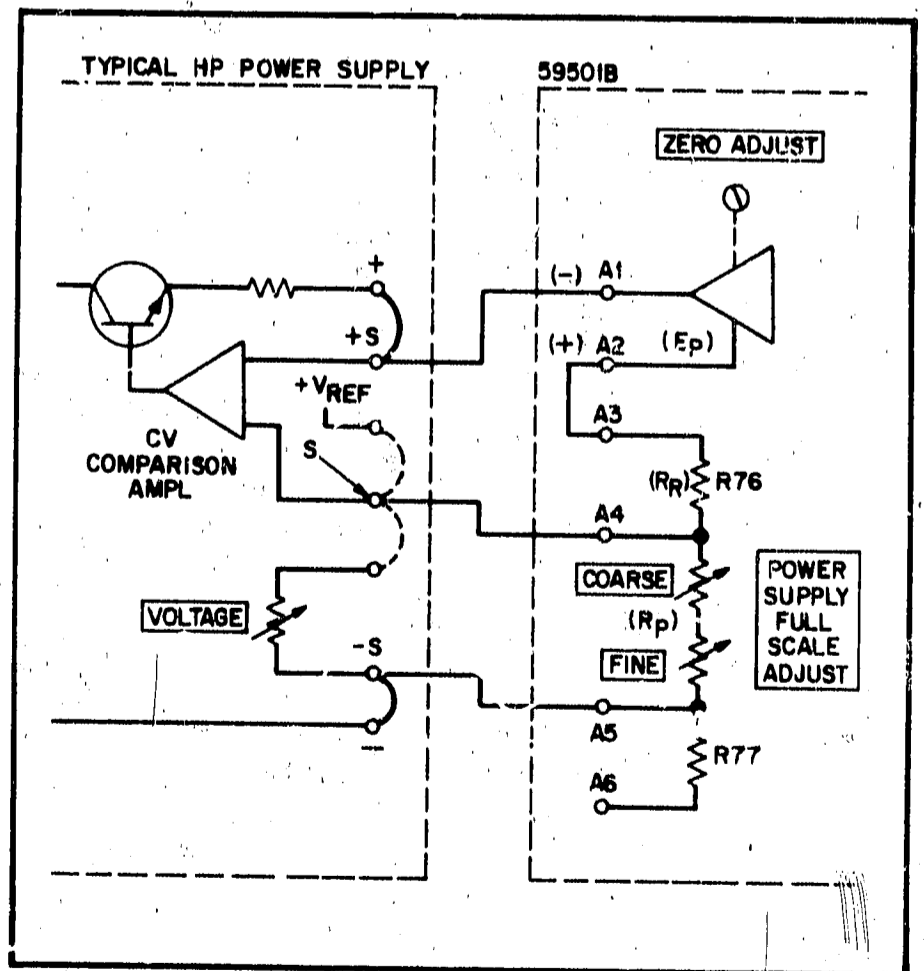 TYPICAL HP POWER SUPPLY
59501B
ZERO ADJUST
+
(-) A1
+S
(+) A2 (EP)
+VREF
A3
CV
COMPARISON
AMPL
S
(RR) R76
A4
COARSE
POWER
SUPPLY
FULL
SCALE
ADJUST
VOLTAGE
(Rp)
-S
FINE
A5
−
R77
A6